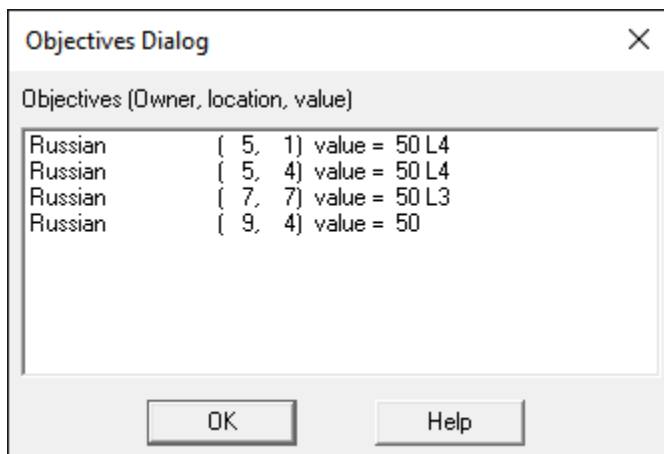 Objectives Dialog
Objectives (Owner, location, value)
Russian ( 5, 1) value = 50 L4
Russian ( 5, 4) value = 50 L4
Russian ( 7, 7) value = 50 L3
Russian ( 9, 4) value = 50
OK Help